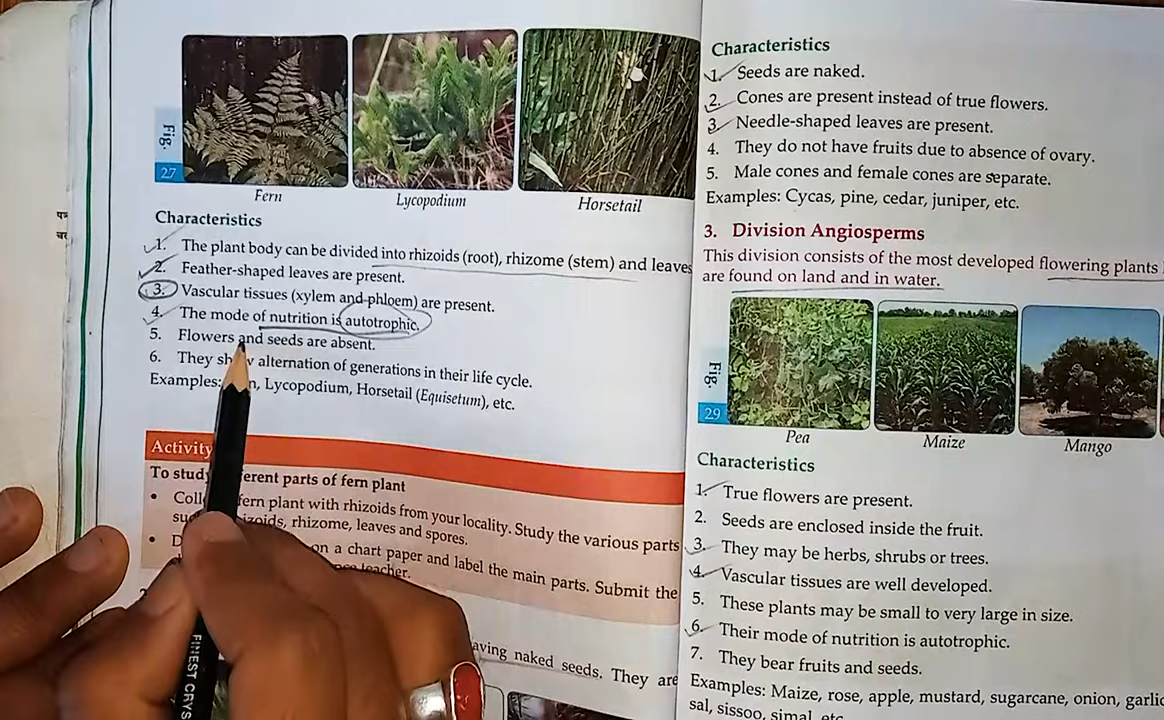 Fig.
27
Fern
Lycopodium
Horsetail
Characteristics
1. The plant body can be divided into rhizoids (root), rhizome (stem) and leaves
2. Feather-shaped leaves are present.
3. Vascular tissues (xylem and phloem) are present.
4. The mode of nutrition is autotrophic.
5. Flowers and seeds are absent.
6. They alternation of generations in their life cycle.
Examples: Lycopodium, Horsetail (Equisetum), etc.
Activity
To study parts of fern plant
• fern plant with rhizoids from your locality. Study the various parts
rhizome, leaves and spores.
• on a chart paper and label the main parts. Submit the
teacher.
naked seeds. They are
Characteristics
1. Seeds are naked.
2. Cones are present instead of true flowers.
3. Needle-shaped leaves are present.
4. They do not have fruits due to absence of ovary.
5. Male cones and female cones are separate.
Examples: Cycas, pine, cedar, juniper, etc.
3. Division Angiosperms
This division consists of the most developed flowering plants
are found on land and in water.
Fig.
29
Pea
Maize
Mango
Characteristics
1. True flowers are present.
2. Seeds are enclosed inside the fruit.
3. They may be herbs, shrubs or trees.
4. Vascular tissues are well developed.
5. These plants may be small to very large in size.
6. Their mode of nutrition is autotrophic.
7. They bear fruits and seeds.
Examples: Maize, rose, apple, mustard, sugarcane, onion,
sal, sissoo, simal, etc.
FINEST